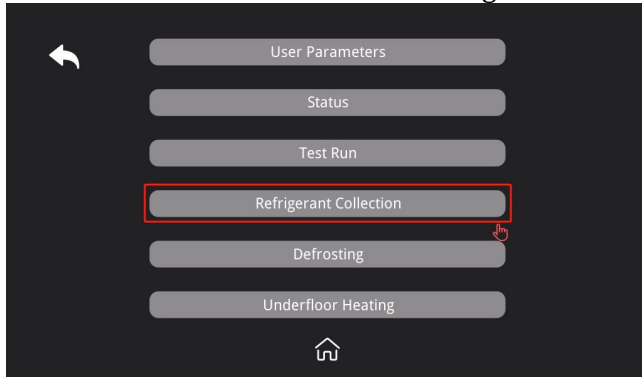 User Parameters
Status
Test Run
Refrigerant Collection
Defrosting
Underfloor Heating